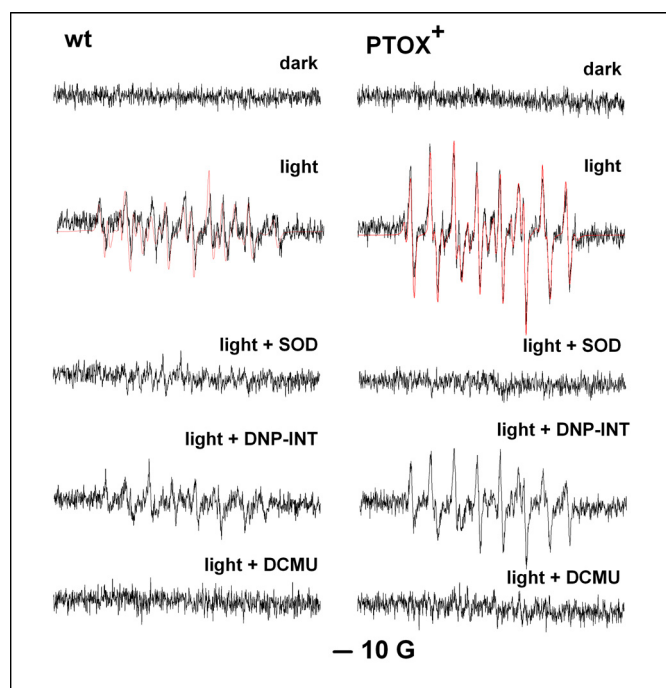 wt
dark
light
light + SOD
light + DNP-INT
light + DCMU
PTOX+
dark
light
light + SOD
light + DNP-INT
light + DCMU
— 10 G